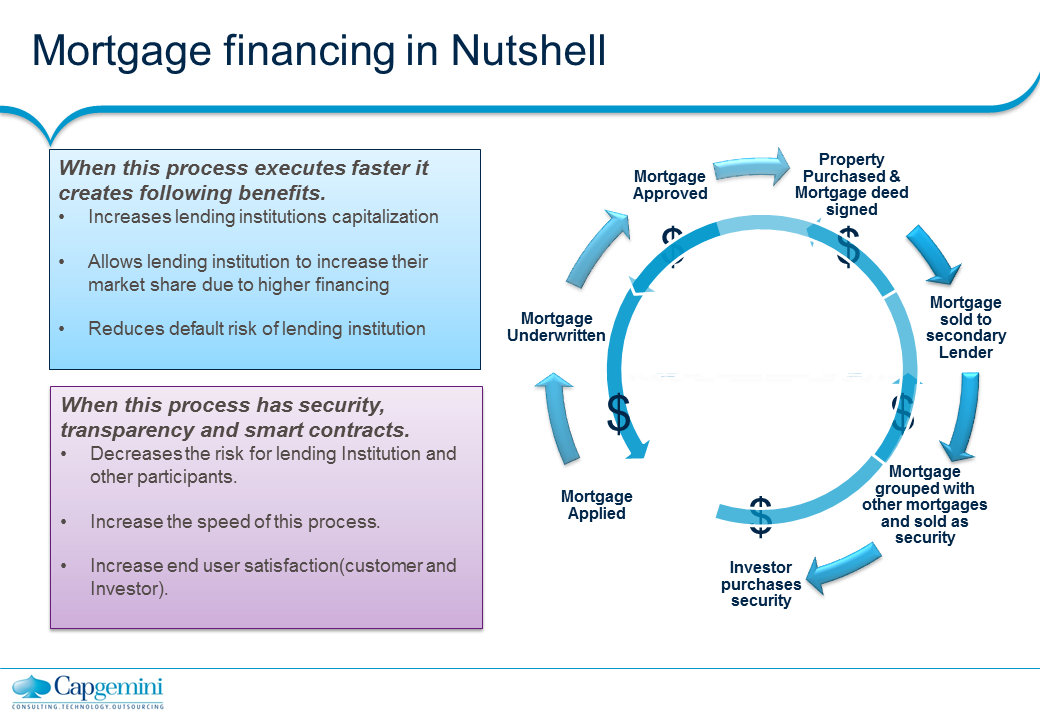 Mortgage financing in Nutshell
When this process executes faster it
creates following benefits.
• Increases lending institutions capitalization
• Allows lending institution to increase their
market share due to higher financing
• Reduces default risk of lending institution
When this process has security,
transparency and smart contracts.
• Decreases the risk for lending Institution and
other participants.
• Increase the speed of this process.
• Increase end user satisfaction(customer and
Investor).
Mortgage
Applied
Mortgage
Underwritten
Mortgage
Approved
Property
Purchased &
Mortgage deed
signed
Mortgage
sold to
secondary
Lender
Mortgage
grouped with
other mortgages
and sold as
security
Investor
purchases
security
$
$
$
$
$
Capgemini
CONSULTING.TECHNOLOGY.OUTSOURCING